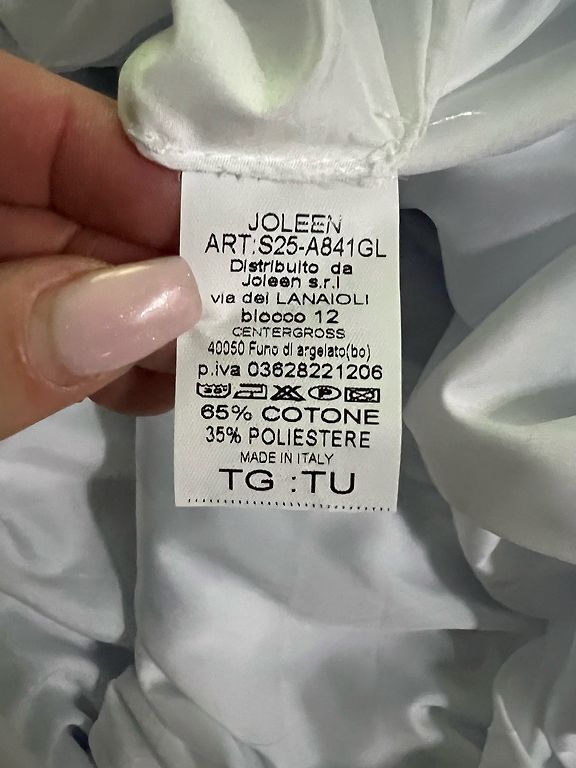 JOLEEN
ART:S25-A841GL
Distribuito da
Joleen s.r.l
via dei LANAIOLI
blocco 12
CENTERGROSS
40050 Funo di argelato(bo)
p.iva 03628221206
65% COTONE
35% POLIESTERE
MADE IN ITALY
TG :TU